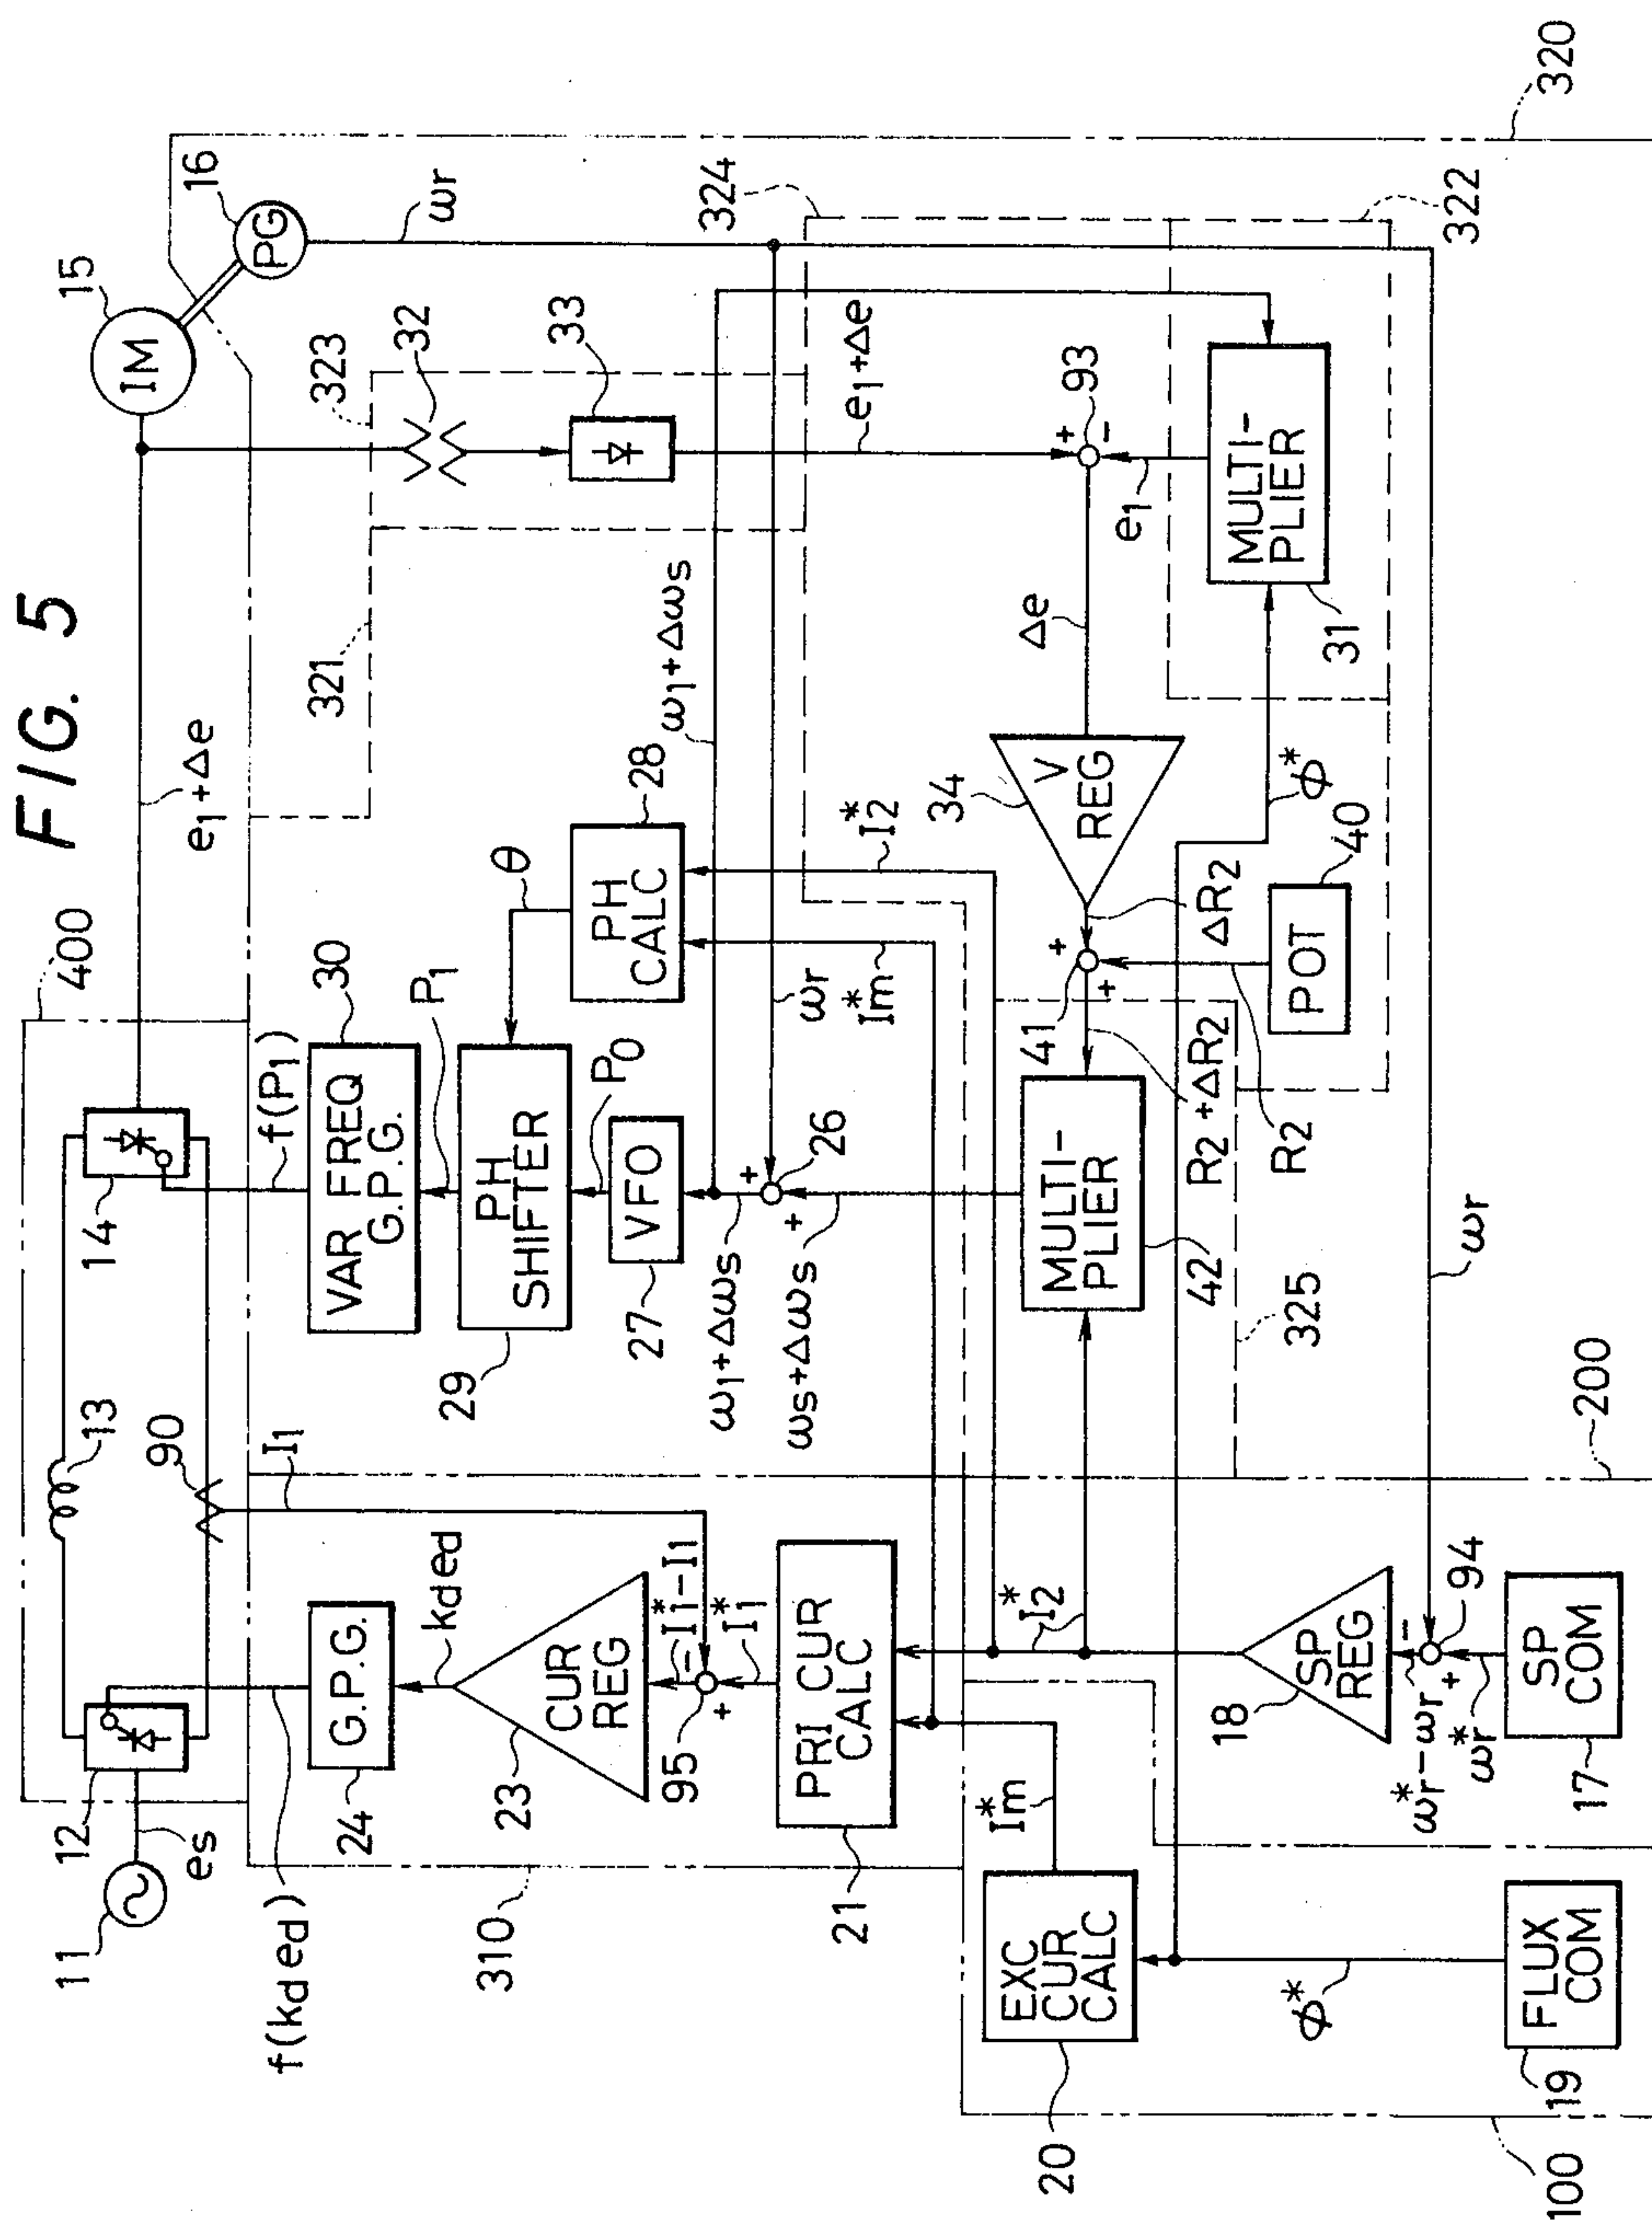 FIG. 5
400
12
13
14
15
IM
16
PG
11
es
90
e1+Δe
f(kded)
24
G.P.G.
kded
I1
f(P1)
VAR FREQ
G.P.G.
30
P1
321
323
32
33
ωr
310
23
CUR
REG
I1*-I1
95
+
-
I1*
29
PH
SHIFTER
P0
θ
PH
CALC
28
27
VFO
ω1+Δωs
ω1+Δωs
ωs+Δωs
+
+
26
ωr
Im*
I2*
324
e1+Δe
21
PRI CUR
CALC
EXC
CUR
CALC
20
Im*
I2*
MULTI-
PLIER
42
41
+
+
R2+ΔR2
ΔR2
34
V
REG
Δe
93
+
-
e1
MULTI-
PLIER
31
322
Φ*
R2
POT
40
325
18
SP
REG
ωr*-ωr
ωr*
+
-
94
ωr
200
17
SP
COM
Φ*
19
FLUX
COM
100
320